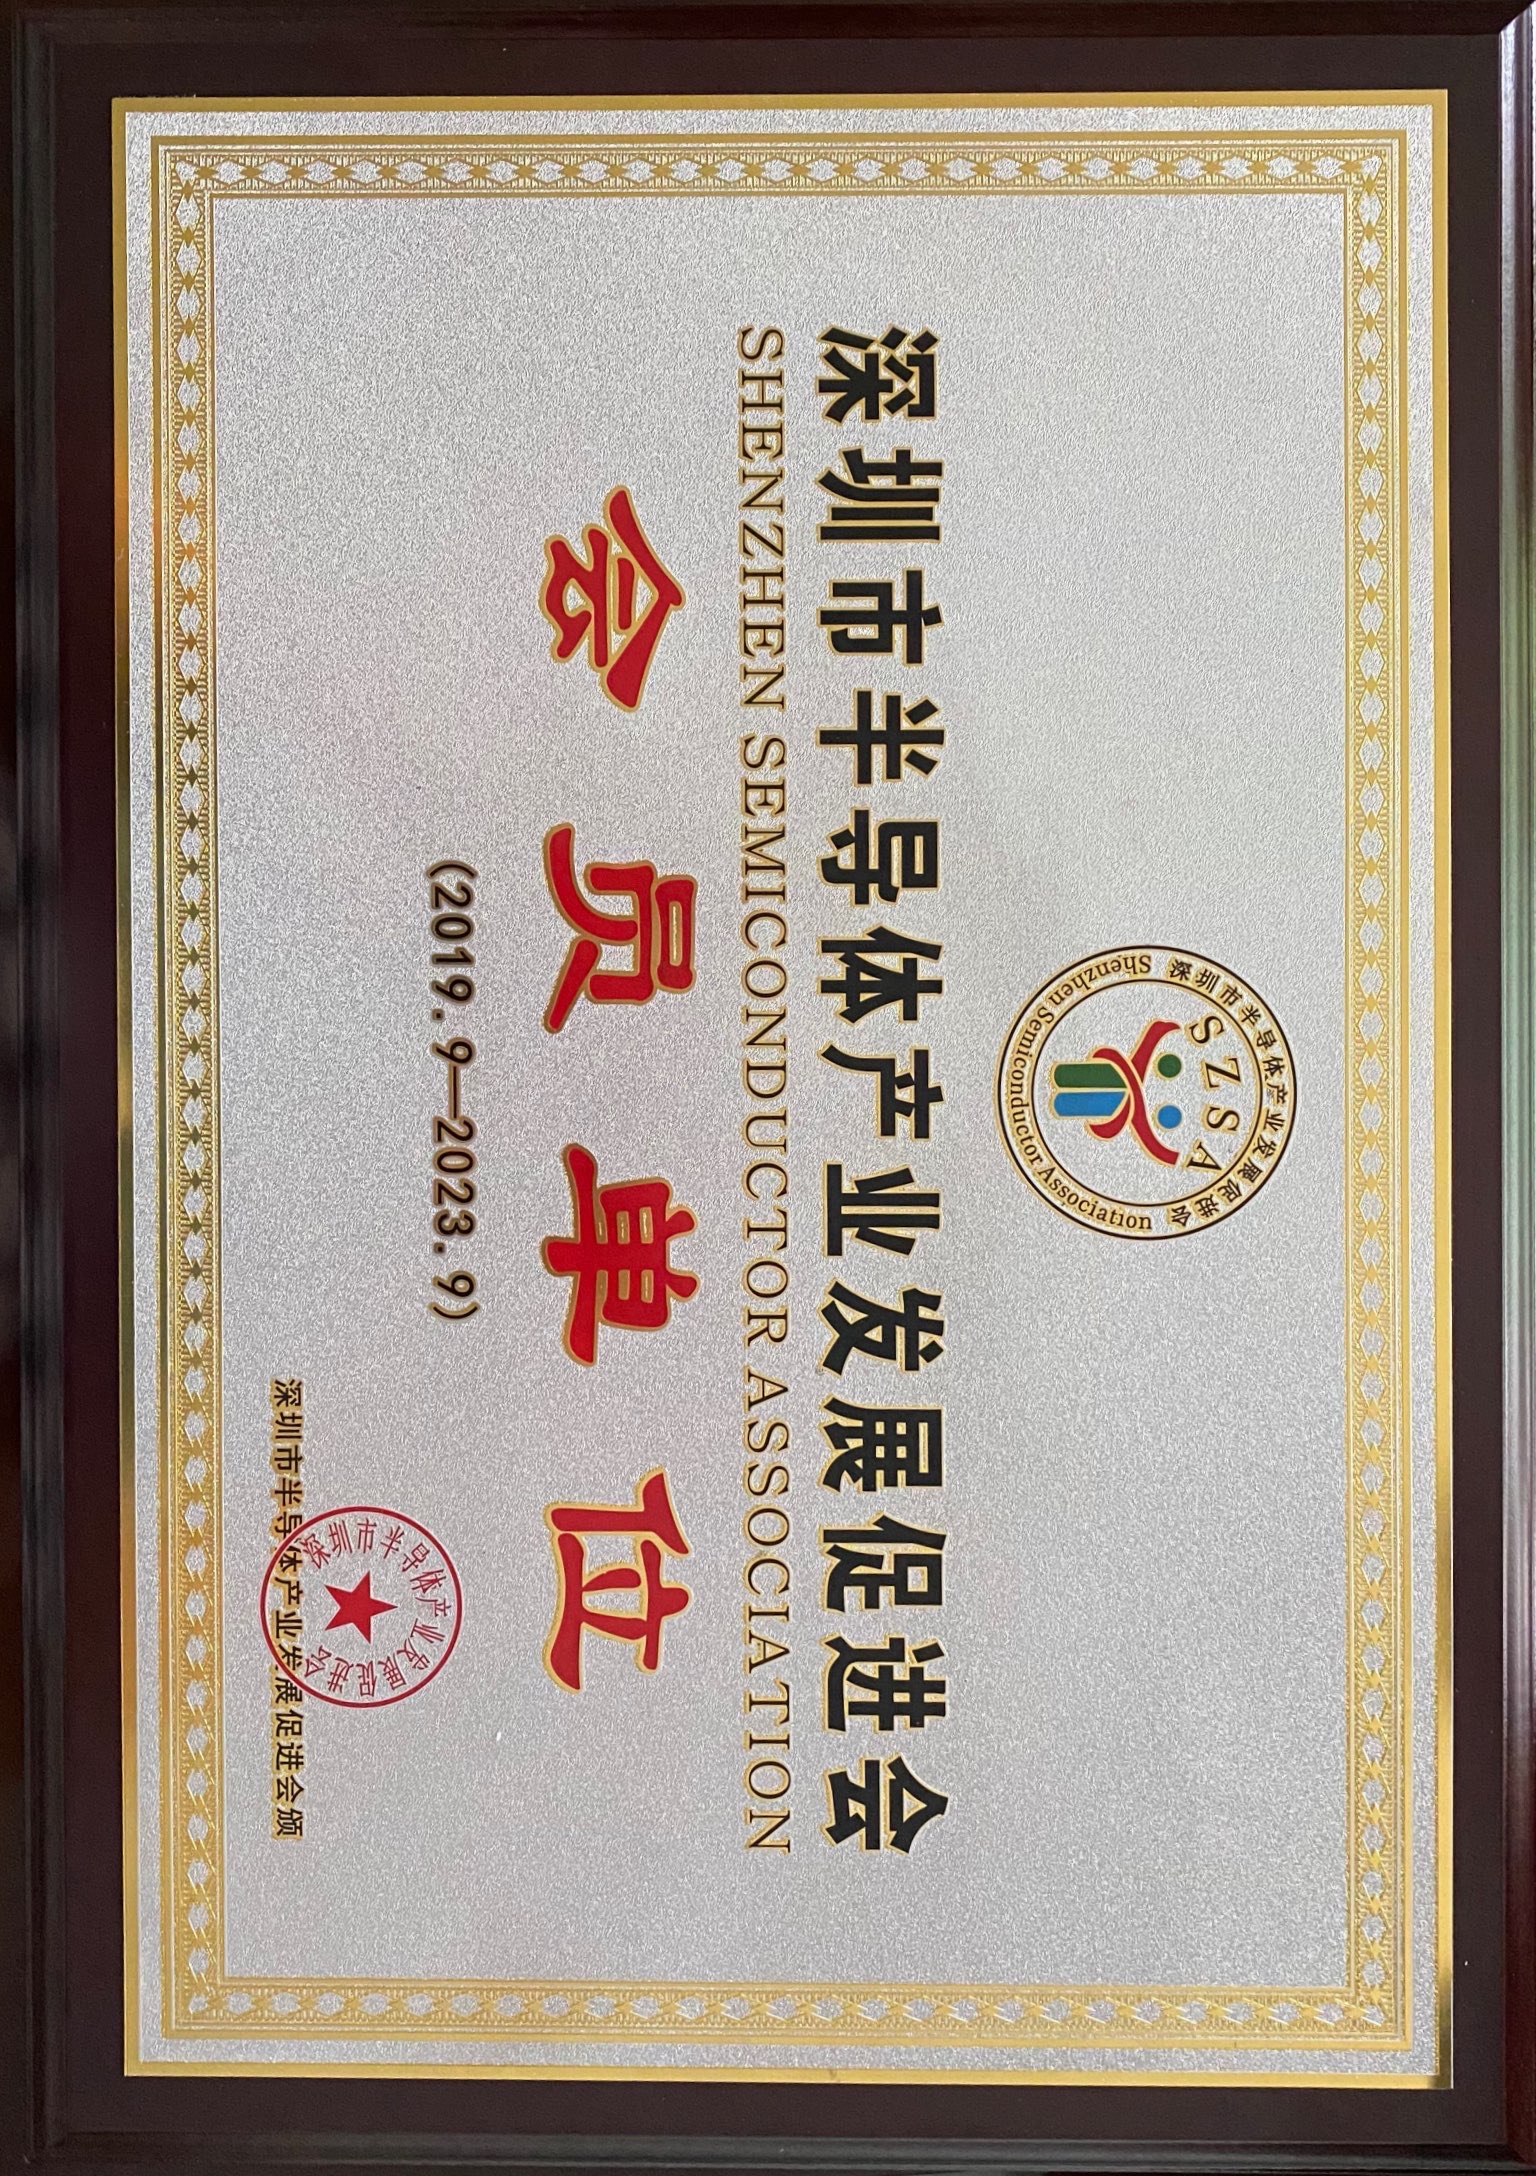 深圳市半导体产业发展促进会
SZSA
Shenzhen Semiconductor Association
深圳市半导体产业发展促进会
SHENZHEN SEMICONDUCTOR ASSOCIATION
会员单位
(2019.9—2023.9)
深圳市半导体产业发展促进会
深圳市半导体产业发展促进会颁